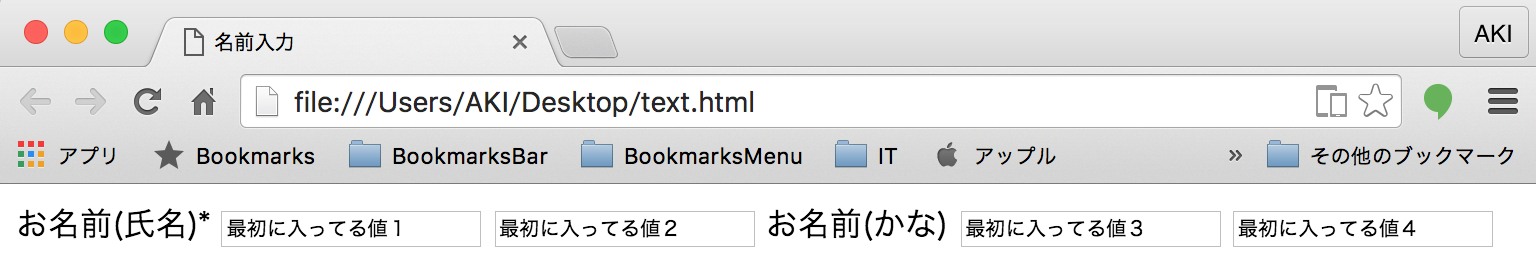 名前入力
AKI
file:///Users/AKI/Desktop/text.html
アプリ Bookmarks BookmarksBar BookmarksMenu IT アップル » その他のブックマーク
お名前(氏名)* 最初に入ってる値１ 最初に入ってる値２ お名前(かな) 最初に入ってる値３ 最初に入ってる値４